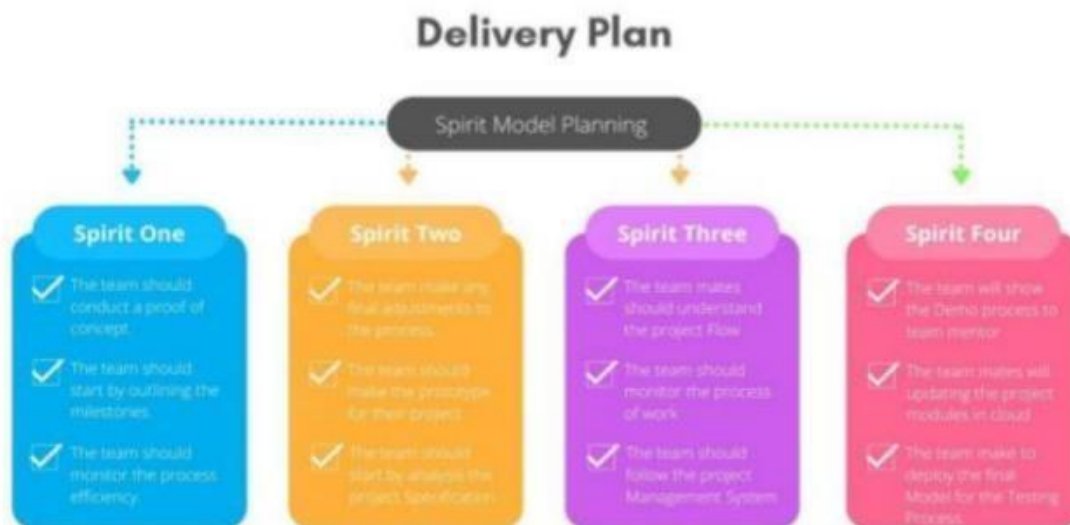 Delivery Plan
Spirit Model Planning
Spirit One
The team should
conduct a proof of
concept.
The team should
start by outlining the
milestones.
The team should
monitor the process
efficiency.
Spirit Two
The team make any
final adjustments to
the process.
The team should
make the prototype
for their project
The team should
start by analysis the
project Specification
Spirit Three
The team mates
should understand
the project Flow
The team should
monitor the process
of work
The team should
follow the project
Management System
Spirit Four
The team will show
the Demo process to
team mentor
The team mates will
updating the project
modules in cloud
The team make to
deploy the final
Model for the Testing
Process.